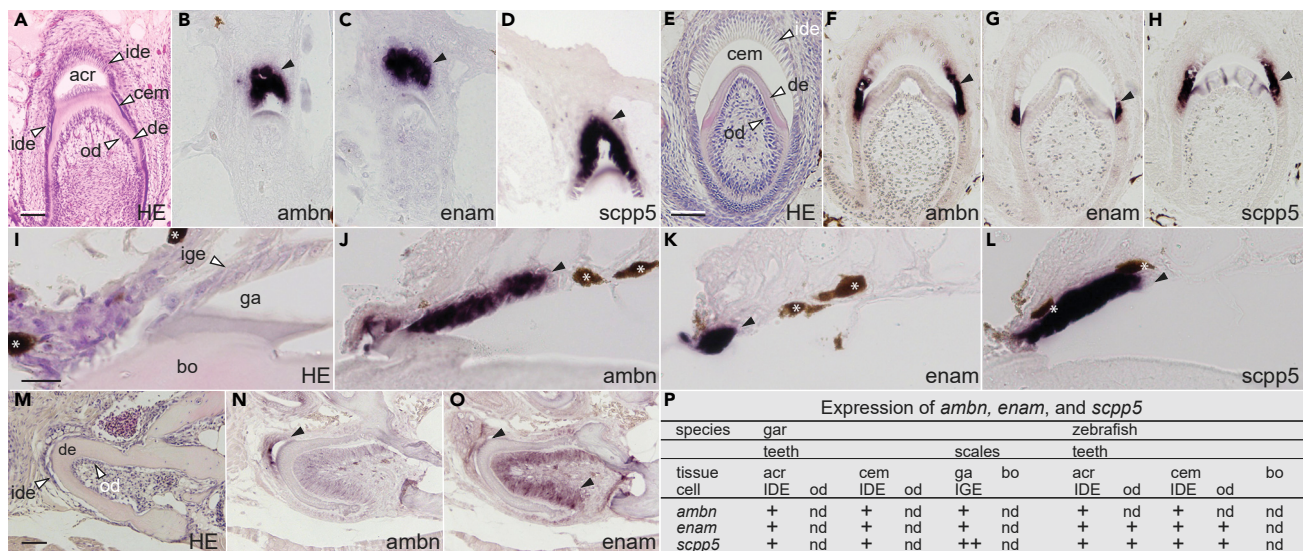 A ide acr cem ide de od HE
B ambn
C enam
D scpp5
E ide cem de od HE
F ambn
G enam
H scpp5
I * ige ga * bo HE
J * * ambn
K * * enam
L * * scpp5
M de od ide HE
N ambn
O enam
P Expression of ambn, enam, and scpp5
species gar zebrafish
teeth scales teeth
tissue acr cem ga bo acr cem bo
cell IDE od IDE od IGE IDE od IDE od
ambn + nd + nd + nd + nd + nd nd
enam + nd + nd + nd + + + + nd
scpp5 + nd + nd ++ nd + + + + nd